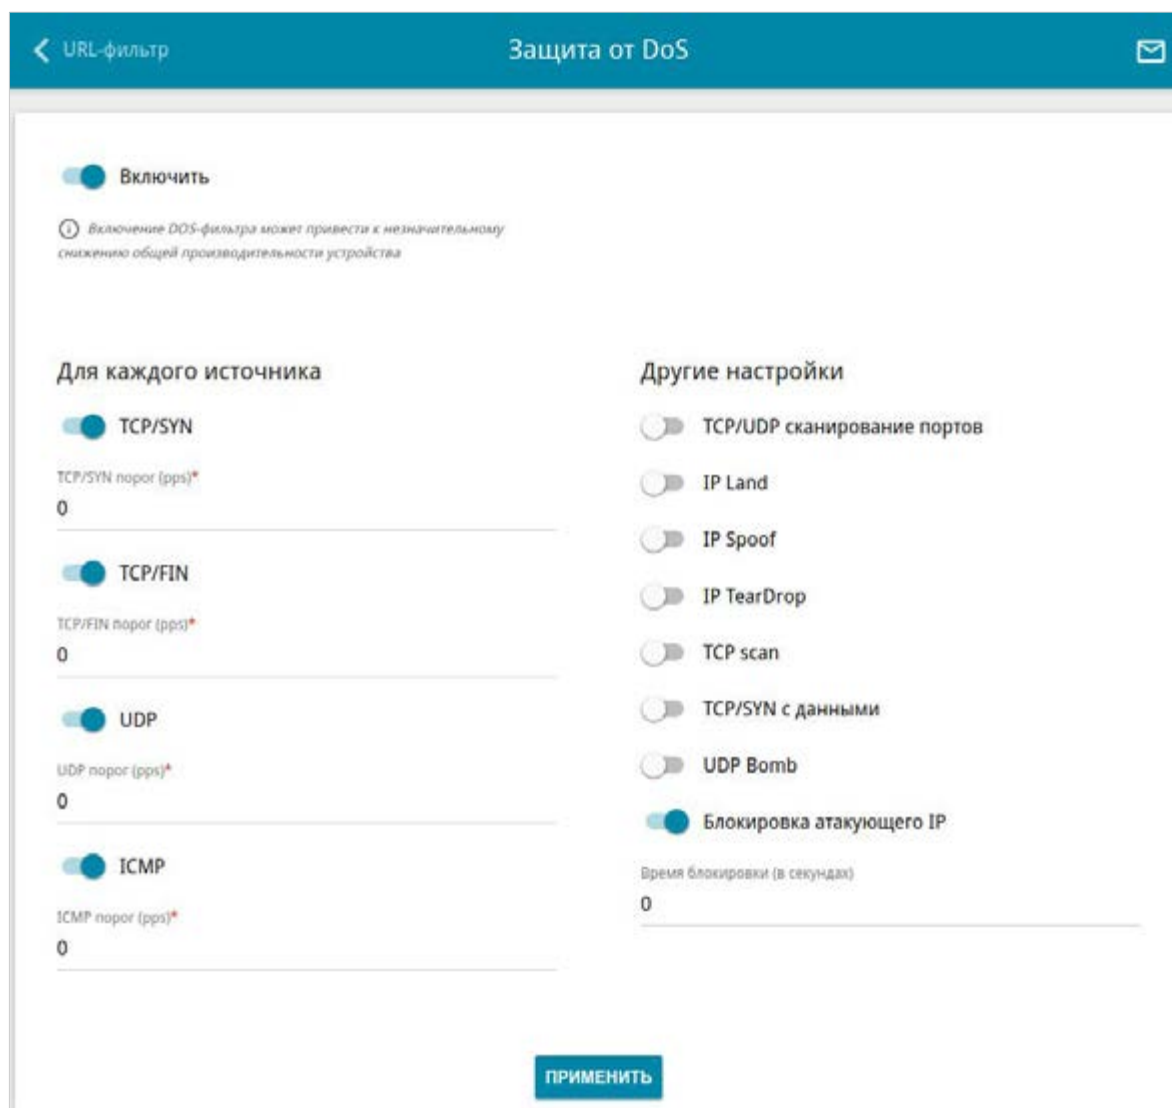 URL-фильтр
Защита от DoS
Включить
Включение DOS-фильтра может привести к незначительному
снижению общей производительности устройства
Для каждого источника
TCP/SYN
TCP/SYN порог (pps)*
0
TCP/FIN
TCP/FIN порог (pps)*
0
UDP
UDP порог (pps)*
0
ICMP
ICMP порог (pps)*
0
Другие настройки
TCP/UDP сканирование портов
IP Land
IP Spoof
IP TearDrop
TCP scan
TCP/SYN с данными
UDP Bomb
Блокировка атакующего IP
Время блокировки (в секундах)
0
ПРИМЕНИТЬ